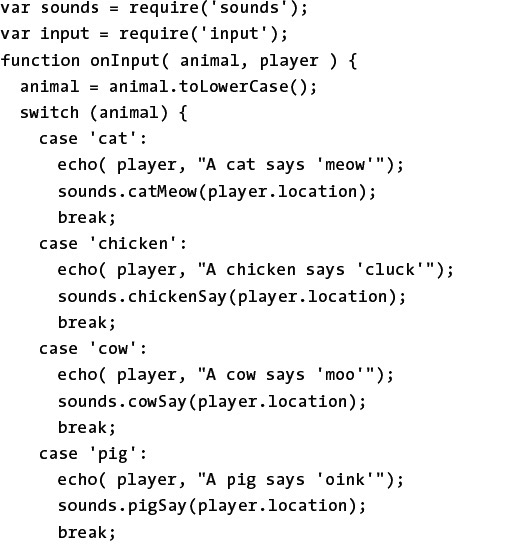 var sounds = require('sounds');
var input = require('input');
function onInput( animal, player ) {
  animal = animal.toLowerCase();
  switch (animal) {
    case 'cat':
      echo( player, "A cat says 'meow'");
      sounds.catMeow(player.location);
      break;
    case 'chicken':
      echo( player, "A chicken says 'cluck'");
      sounds.chickenSay(player.location);
      break;
    case 'cow':
      echo( player, "A cow says 'moo'");
      sounds.cowSay(player.location);
      break;
    case 'pig':
      echo( player, "A pig says 'oink'");
      sounds.pigSay(player.location);
      break;